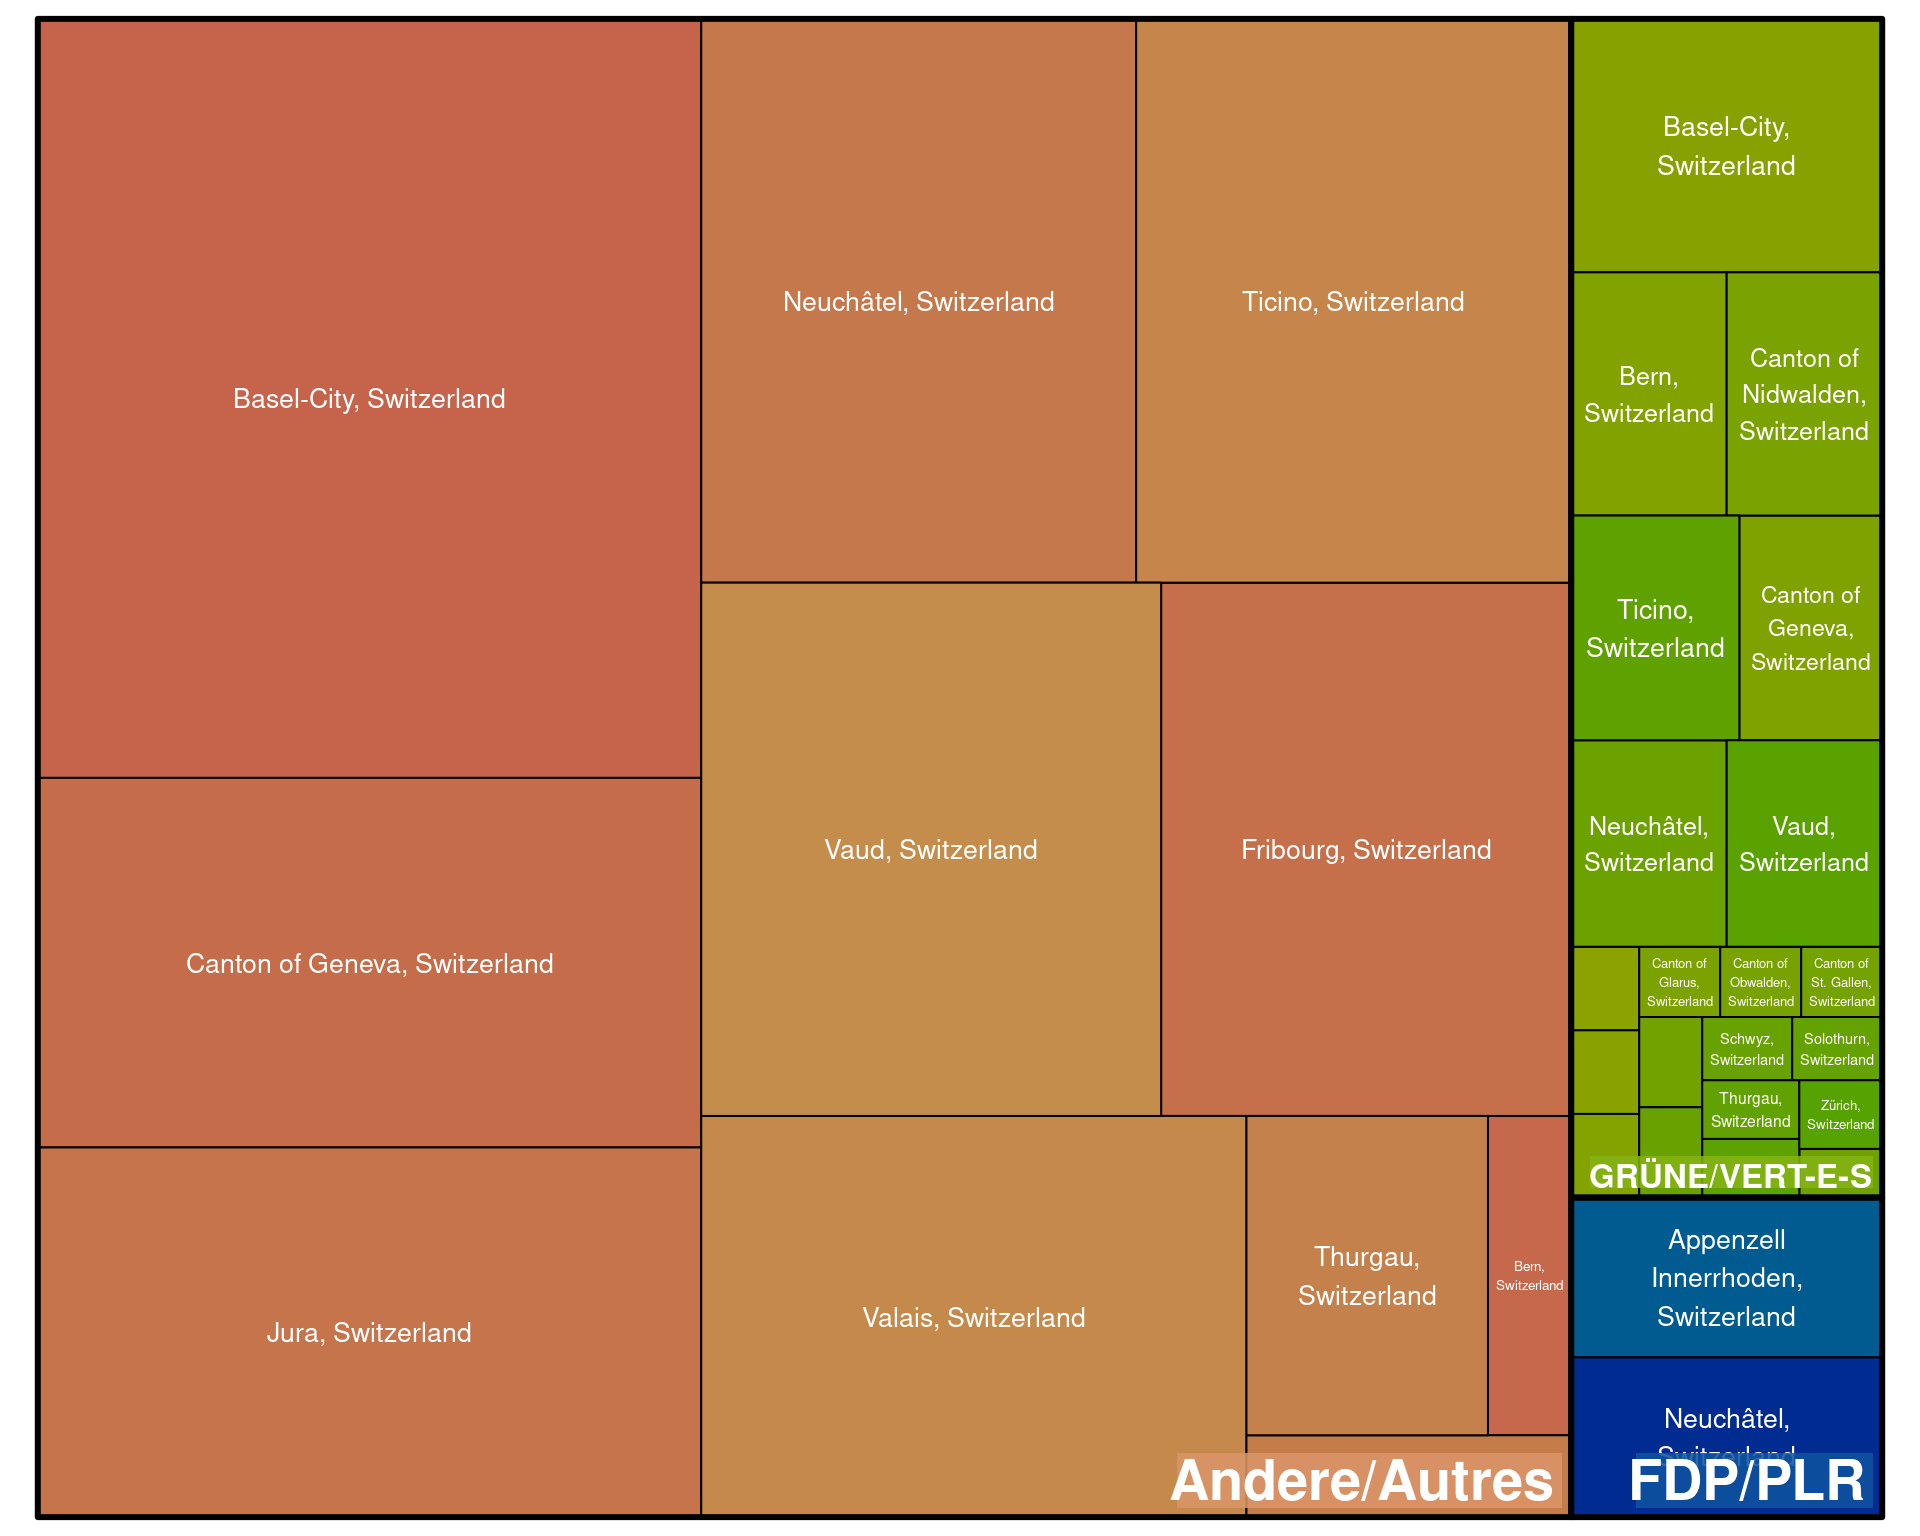 Basel-City, Switzerland
Canton of Geneva, Switzerland
Jura, Switzerland
Neuchâtel, Switzerland
Ticino, Switzerland
Vaud, Switzerland
Fribourg, Switzerland
Valais, Switzerland
Thurgau,
Switzerland
Bern,
Switzerland
Andere/Autres
Basel-City,
Switzerland
Bern,
Switzerland
Canton of
Nidwalden,
Switzerland
Ticino,
Switzerland
Canton of
Geneva,
Switzerland
Neuchâtel,
Switzerland
Vaud,
Switzerland
Canton of
Glarus,
Switzerland
Canton of
Obwalden,
Switzerland
Canton of
St. Gallen,
Switzerland
Schwyz,
Switzerland
Solothurn,
Switzerland
Thurgau,
Switzerland
Zürich,
Switzerland
GRÜNE/VERT-E-S
Appenzell
Innerrhoden,
Switzerland
Neuchâtel,
Switzerland
FDP/PLR